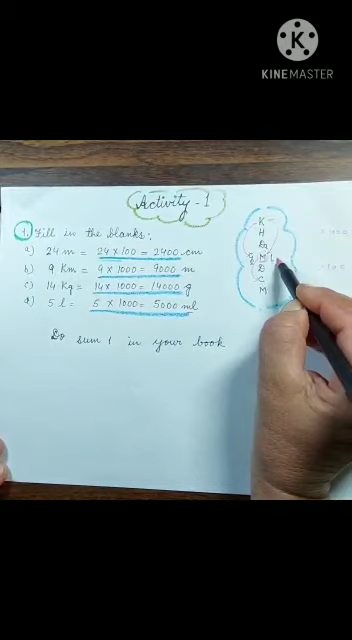 K
KINEMASTER
Activity - 1
1. Fill in the blanks:
a) 24 m = 24 x 100 = 2400 cm
b) 9 Km = 9 x 1000 = 9000 m
c) 14 Kg = 14 x 1000 = 14000 g
d) 5 l = 5 x 1000 = 5000 ml
Do sum 1 in your book
K
H
Da
g M l
D
C
M